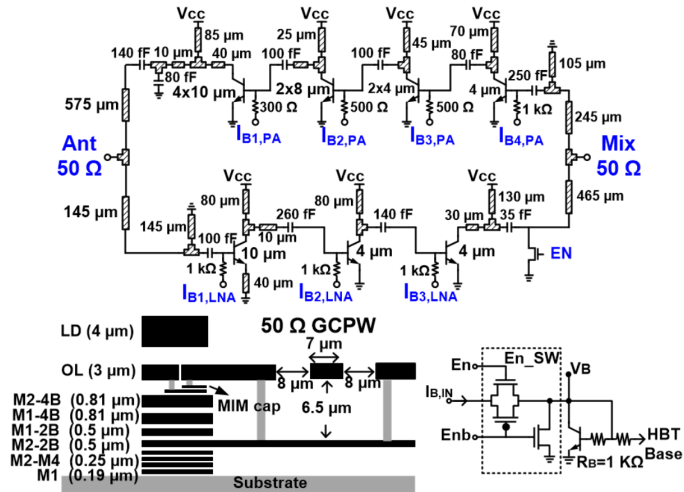 Vcc Vcc Vcc Vcc
85 µm 25 µm 45 µm 70 µm
140 fF 10 µm 40 µm 100 fF 100 fF 80 fF 105 µm
80 fF 4x10 µm 2x8 µm 2x4 µm 4 µm 250 fF
300 Ω 500 Ω 500 Ω 1 kΩ
575 µm 245 µm
IB1,PA IB2,PA IB3,PA IB4,PA
Ant Mix
50 Ω 50 Ω
Vcc Vcc Vcc
80 µm 80 µm 130 µm 465 µm
145 µm 145 µm 260 fF 140 fF 30 µm 35 fF
100 fF 10 µm
10 µm 4 µm 4 µm EN
1 kΩ 40 µm 1 kΩ 1 kΩ
IB1,LNA IB2,LNA IB3,LNA
LD (4 µm) 50 Ω GCPW
7 µm
OL (3 µm) 8 µm 8 µm
MIM cap
6.5 µm
M2-4B (0.81 µm)
M1-4B (0.81 µm)
M1-2B (0.5 µm)
M2-2B (0.5 µm)
M2-M4 (0.25 µm)
M1 (0.19 µm)
Substrate
En En_SW VB
IB,IN
Enb HBT
Base
RB=1 KΩ